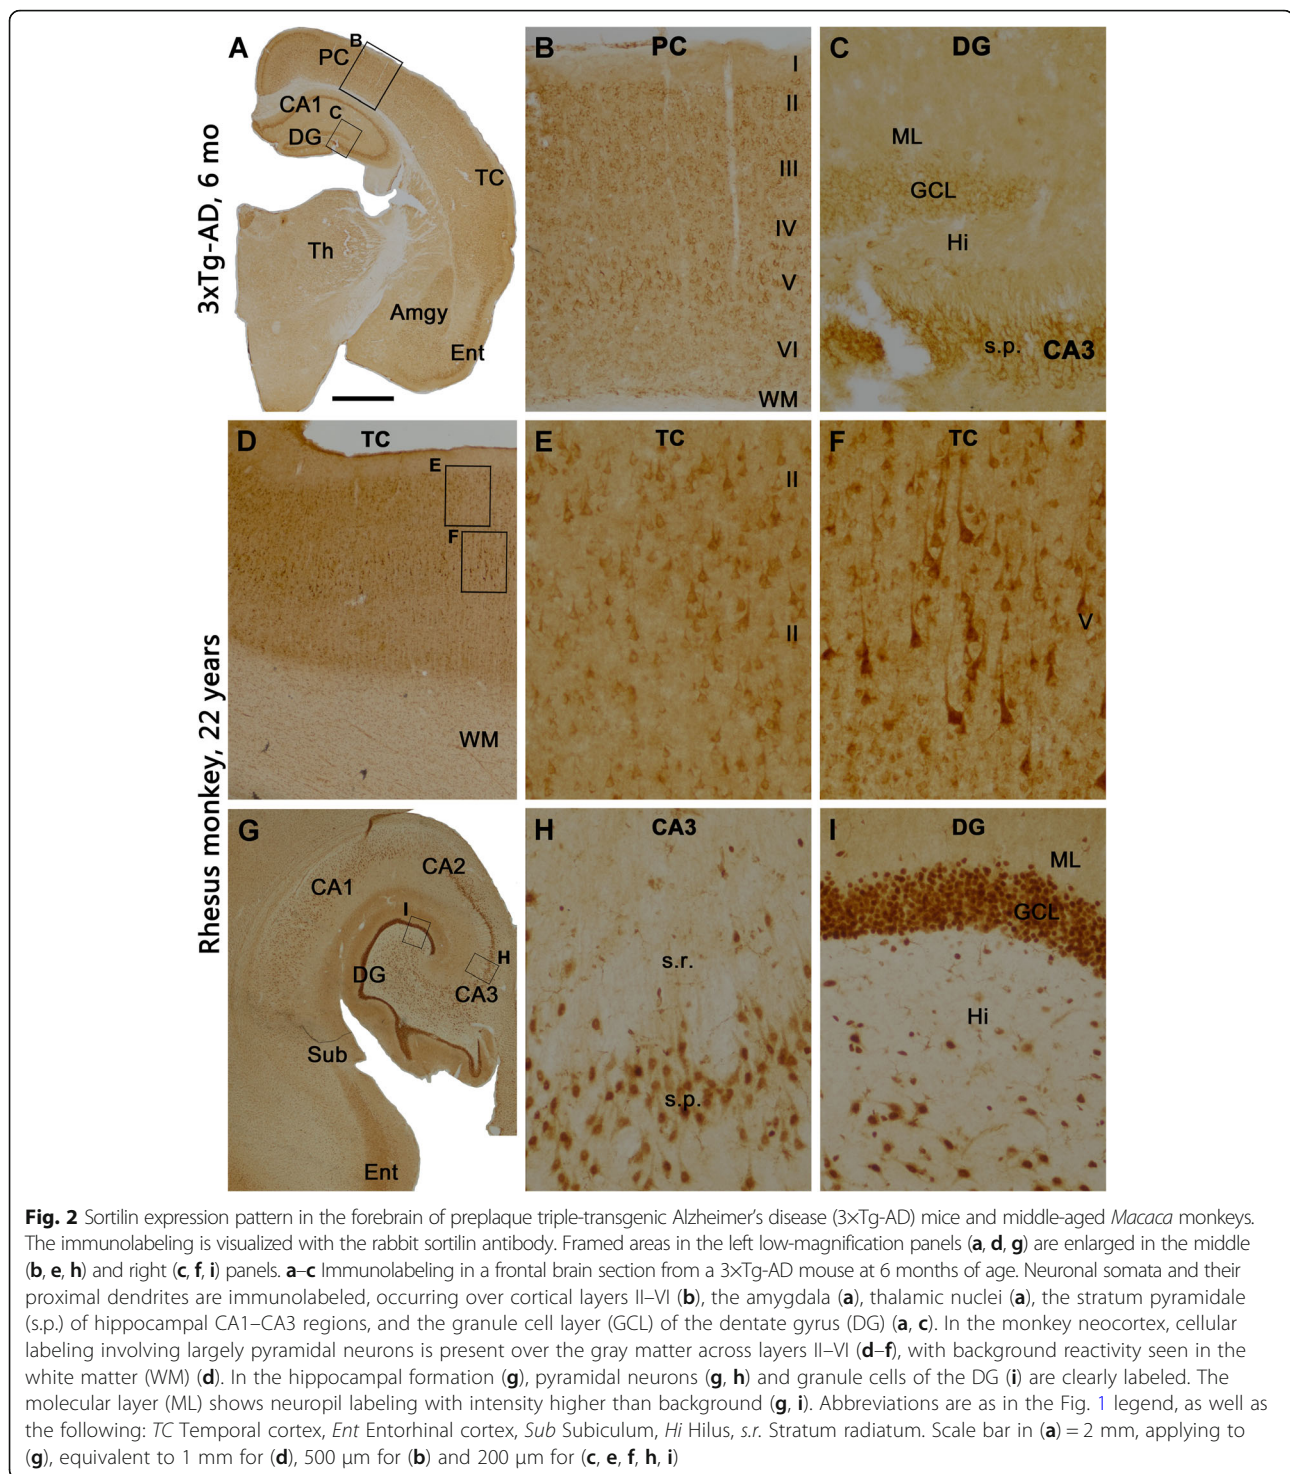 3xTg-AD, 6 mo
A
PC
B
CA1
C
DG
TC
Th
Amgy
Ent
B
PC
I
II
III
IV
V
VI
WM
C
DG
ML
GCL
Hi
s.p.
CA3
Rhesus monkey, 22 years
D
TC
E
F
WM
E
TC
II
II
F
TC
V
G
CA2
CA1
I
H
DG
CA3
Sub
Ent
H
CA3
s.r.
s.p.
I
DG
ML
GCL
Hi
Fig. 2 Sortilin expression pattern in the forebrain of preplaque triple-transgenic Alzheimer's disease (3×Tg-AD) mice and middle-aged Macaca monkeys.
The immunolabeling is visualized with the rabbit sortilin antibody. Framed areas in the left low-magnification panels (a, d, g) are enlarged in the middle
(b, e, h) and right (c, f, i) panels. a–c Immunolabeling in a frontal brain section from a 3×Tg-AD mouse at 6 months of age. Neuronal somata and their
proximal dendrites are immunolabeled, occurring over cortical layers II–VI (b), the amygdala (a), thalamic nuclei (a), the stratum pyramidale
(s.p.) of hippocampal CA1–CA3 regions, and the granule cell layer (GCL) of the dentate gyrus (DG) (a, c). In the monkey neocortex, cellular
labeling involving largely pyramidal neurons is present over the gray matter across layers II–VI (d–f), with background reactivity seen in the
white matter (WM) (d). In the hippocampal formation (g), pyramidal neurons (g, h) and granule cells of the DG (i) are clearly labeled. The
molecular layer (ML) shows neuropil labeling with intensity higher than background (g, i). Abbreviations are as in the Fig. 1 legend, as well as
the following: TC Temporal cortex, Ent Entorhinal cortex, Sub Subiculum, Hi Hilus, s.r. Stratum radiatum. Scale bar in (a) = 2 mm, applying to
(g), equivalent to 1 mm for (d), 500 μm for (b) and 200 μm for (c, e, f, h, i)